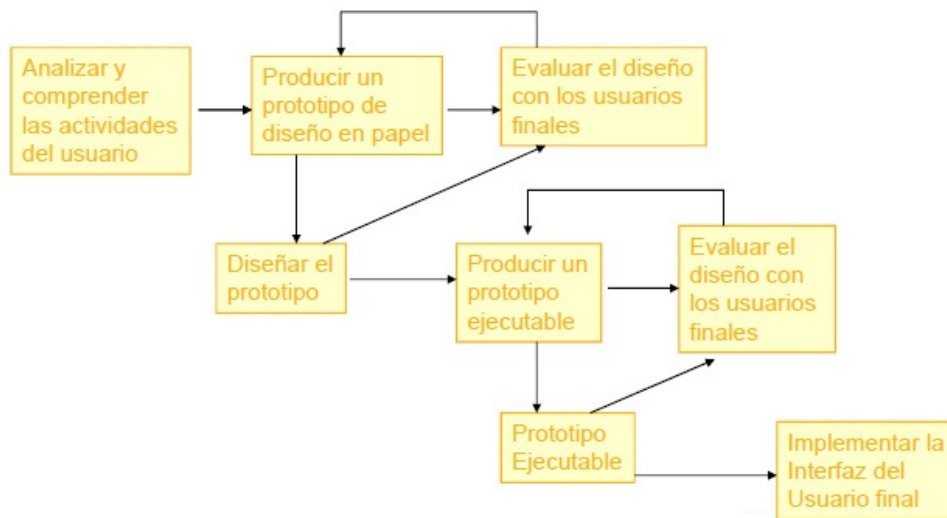 Analizar y
comprender
las actividades
del usuario
Producir un
prototipo de
diseño en papel
Evaluar el diseño
con los usuarios
finales
Diseñar el
prototipo
Producir un
prototipo
ejecutable
Evaluar el
diseño con
los usuarios
finales
Prototipo
Ejecutable
Implementar la
Interfaz del
Usuario final